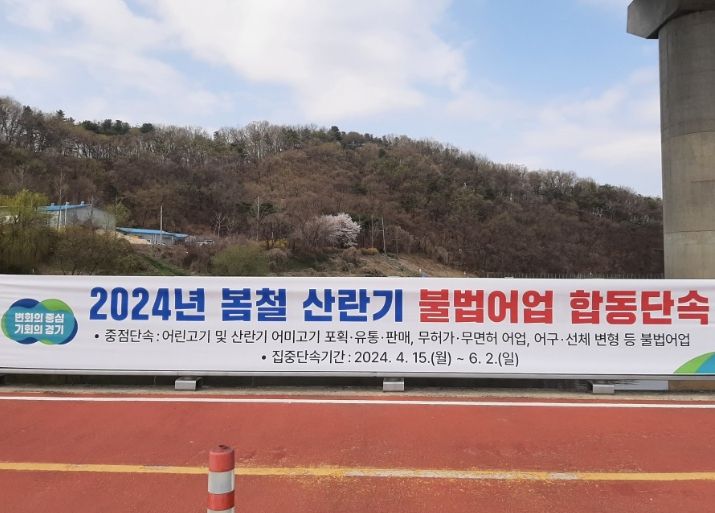 변화의 중심
기회의 경기
2024년 봄철 산란기 불법어업 합동단속
• 중점단속 : 어린고기 및 산란기 어미고기 포획·유통·판매, 무허가·무면허 어업, 어구·선체 변형 등 불법어업
• 집중단속기간 : 2024. 4. 15.(월) ~ 6. 2.(일)